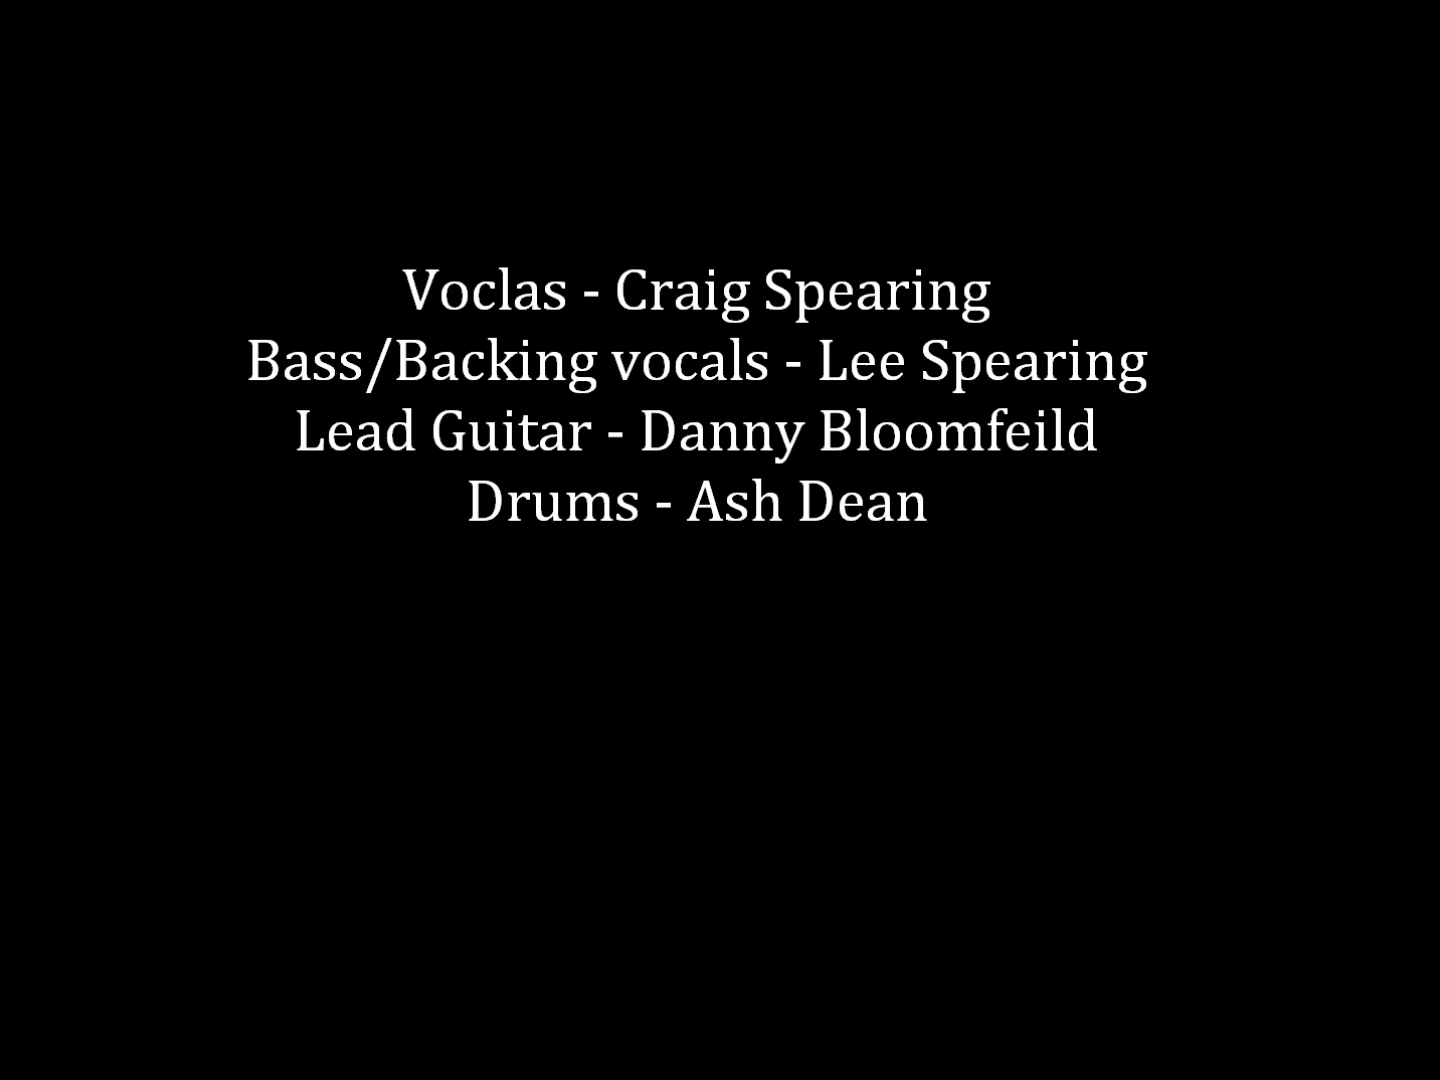 Voclas - Craig Spearing
Bass/Backing vocals - Lee Spearing
Lead Guitar - Danny Bloomfeild
Drums - Ash Dean